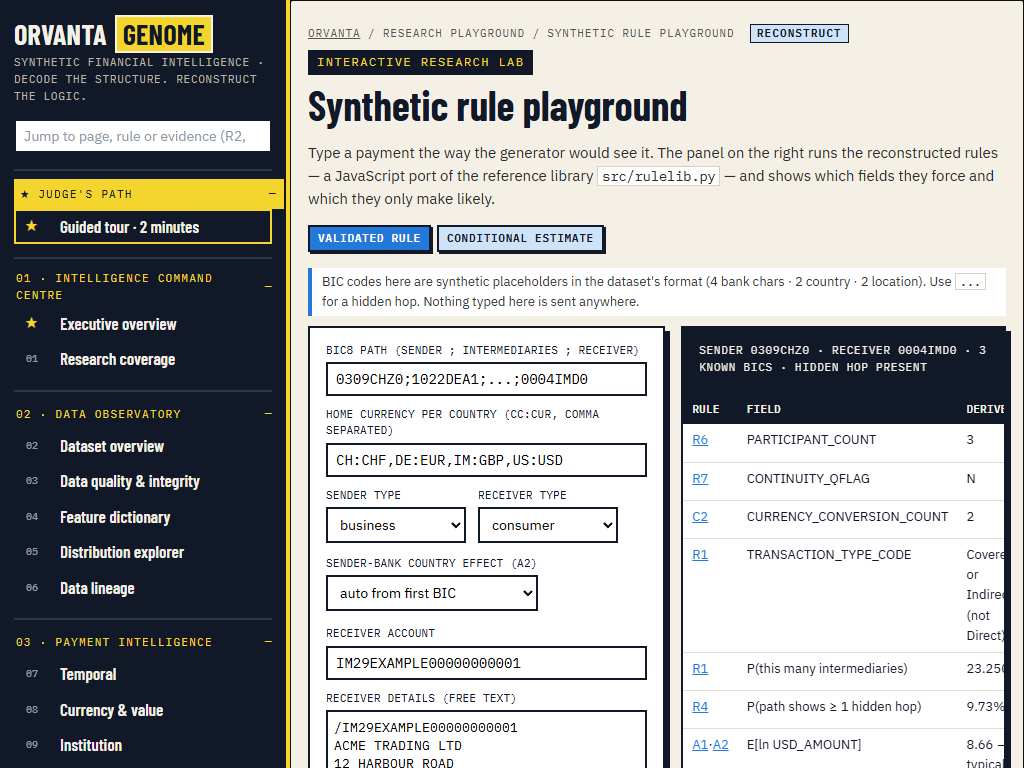 ORVANTA GENOME
SYNTHETIC FINANCIAL INTELLIGENCE ·
DECODE THE STRUCTURE. RECONSTRUCT
THE LOGIC.
Jump to page, rule or evidence (R2,
★ JUDGE'S PATH −
★ Guided tour · 2 minutes
01 · INTELLIGENCE COMMAND
CENTRE −
★ Executive overview
01 Research coverage
02 · DATA OBSERVATORY −
02 Dataset overview
03 Data quality & integrity
04 Feature dictionary
05 Distribution explorer
06 Data lineage
03 · PAYMENT INTELLIGENCE −
07 Temporal
08 Currency & value
09 Institution
ORVANTA / RESEARCH PLAYGROUND / SYNTHETIC RULE PLAYGROUND RECONSTRUCT
INTERACTIVE RESEARCH LAB
Synthetic rule playground
Type a payment the way the generator would see it. The panel on the right runs the reconstructed rules
— a JavaScript port of the reference library src/rulelib.py — and shows which fields they force and
which they only make likely.
VALIDATED RULE CONDITIONAL ESTIMATE
BIC codes here are synthetic placeholders in the dataset's format (4 bank chars · 2 country · 2 location). Use ...
for a hidden hop. Nothing typed here is sent anywhere.
BIC8 PATH (SENDER ; INTERMEDIARIES ; RECEIVER)
0309CHZ0;1022DEA1;...;0004IMD0
HOME CURRENCY PER COUNTRY (CC:CUR, COMMA
SEPARATED)
CH:CHF,DE:EUR,IM:GBP,US:USD
SENDER TYPE RECEIVER TYPE
business consumer
SENDER-BANK COUNTRY EFFECT (A2)
auto from first BIC
RECEIVER ACCOUNT
IM29EXAMPLE00000000001
RECEIVER DETAILS (FREE TEXT)
/IM29EXAMPLE00000000001
ACME TRADING LTD
12 HARBOUR ROAD
SENDER 0309CHZ0 · RECEIVER 0004IMD0 · 3
KNOWN BICS · HIDDEN HOP PRESENT
RULE FIELD DERIVE
R6 PARTICIPANT_COUNT 3
R7 CONTINUITY_QFLAG N
C2 CURRENCY_CONVERSION_COUNT 2
R1 TRANSACTION_TYPE_CODE Covere
or
Indirec
(not
Direct)
R1 P(this many intermediaries) 23.250
R4 P(path shows ≥ 1 hidden hop) 9.73%
A1·A2 E[ln USD_AMOUNT] 8.66 —
typical